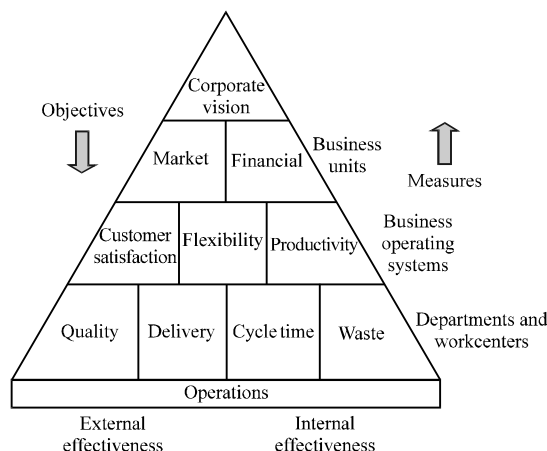 Corporate
vision
Objectives
Market
Financial
Business
units
Measures
Customer
satisfaction
Flexibility
Productivity
Business
operating
systems
Quality
Delivery
Cycle time
Waste
Departments and
workcenters
Operations
External
effectiveness
Internal
effectiveness